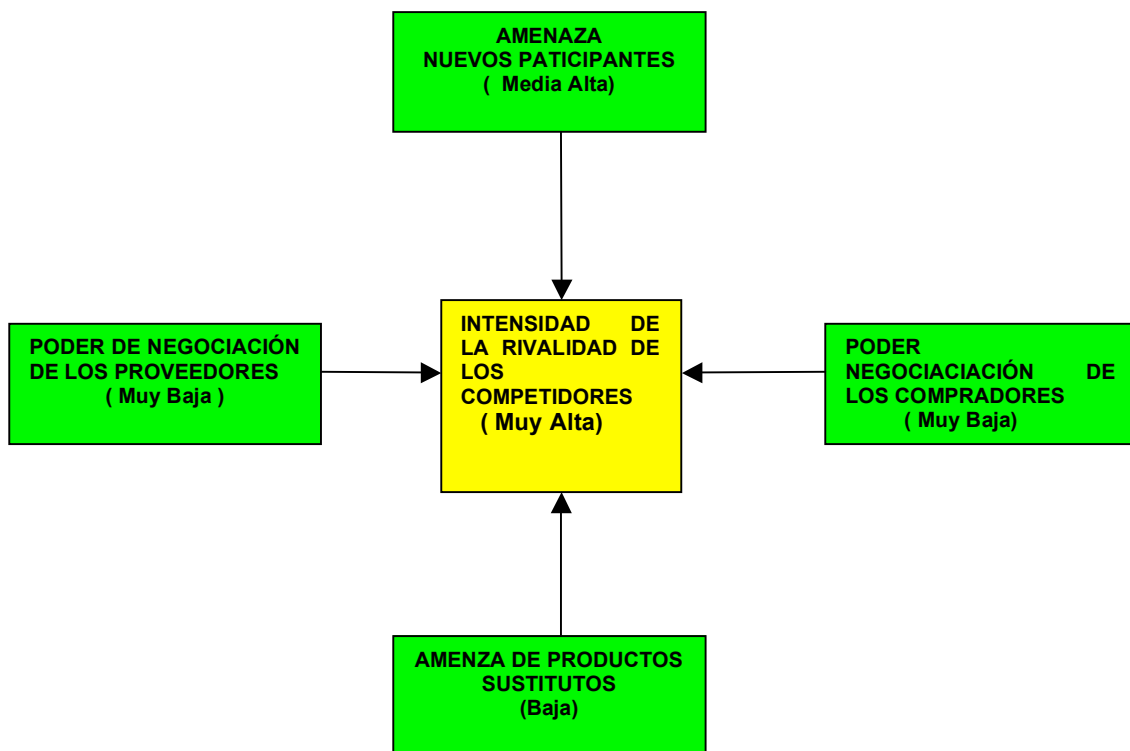 AMENAZA
NUEVOS PATICIPANTES
( Media Alta)
PODER DE NEGOCIACIÓN
DE LOS PROVEEDORES
( Muy Baja )
INTENSIDAD DE
LA RIVALIDAD DE
LOS
COMPETIDORES
( Muy Alta)
PODER
NEGOCIACIACIÓN DE
LOS COMPRADORES
( Muy Baja)
AMENZA DE PRODUCTOS
SUSTITUTOS
(Baja)